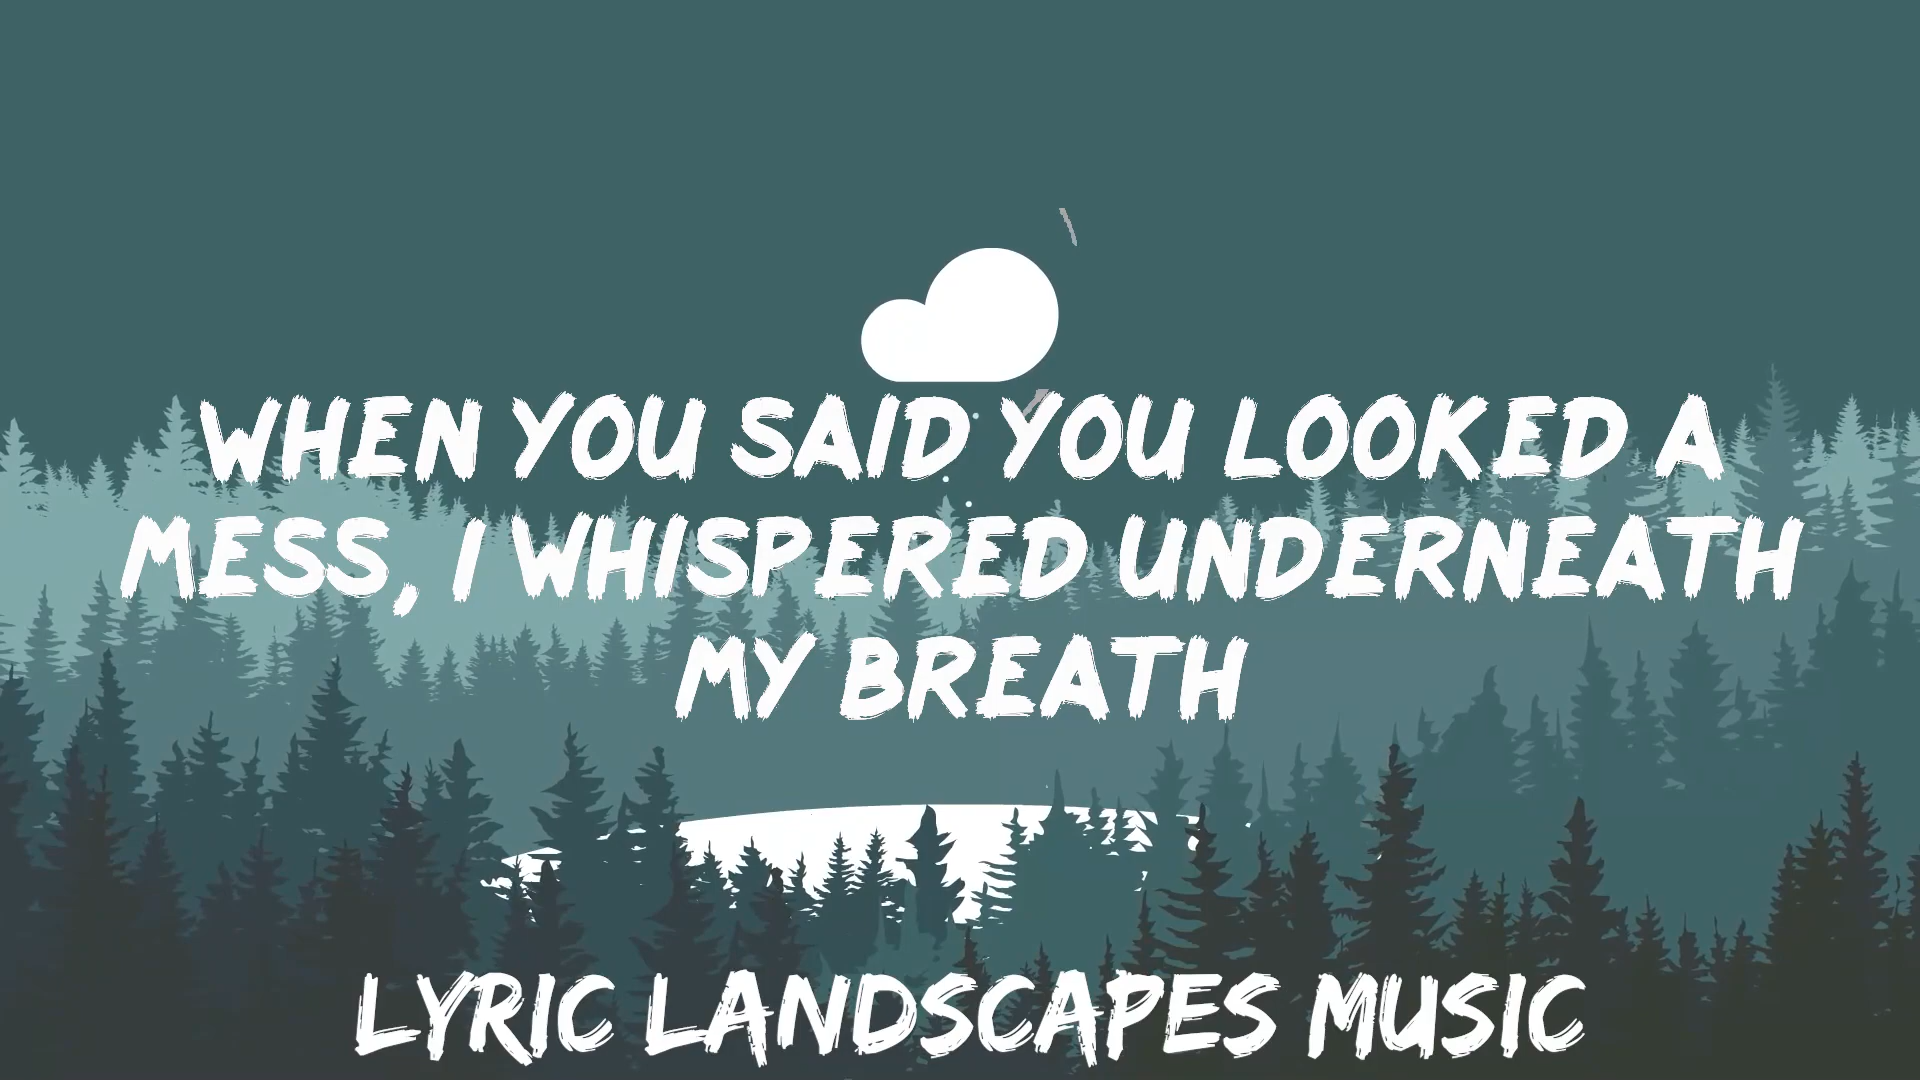 WHEN YOU SAID YOU LOOKED A
MESS, I WHISPERED UNDERNEATH
MY BREATH
LYRIC LANDSCAPES MUSIC